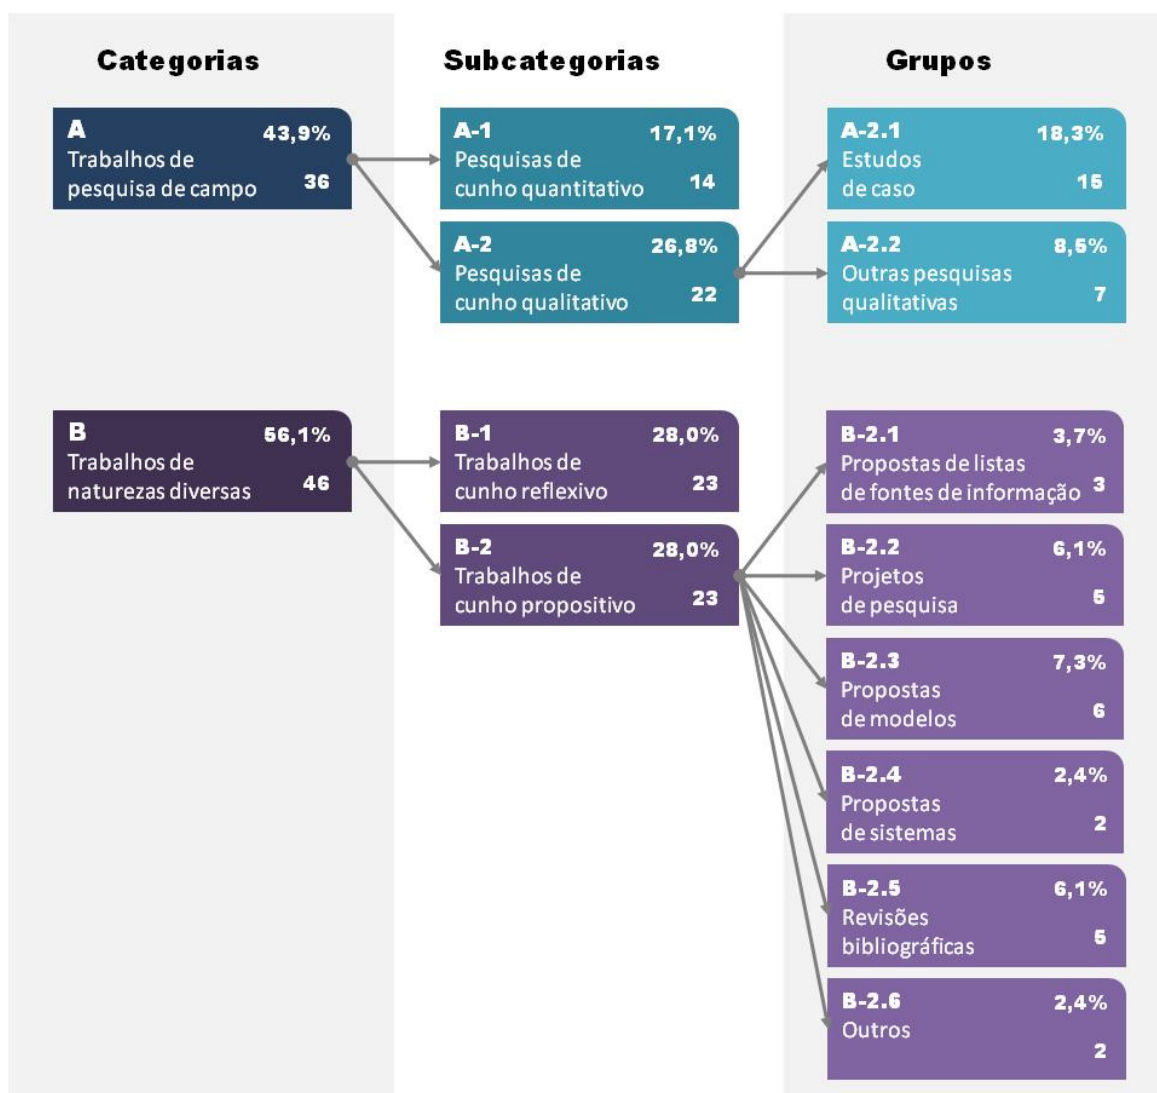 Categorias
Subcategorias
Grupos
A 43,9%
Trabalhos de
pesquisa de campo 36
A-1 17,1%
Pesquisas de
cunho quantitativo 14
A-2 26,8%
Pesquisas de
cunho qualitativo 22
A-2.1 18,3%
Estudos
de caso 15
A-2.2 8,5%
Outras pesquisas
qualitativas 7
B 56,1%
Trabalhos de
naturezas diversas 46
B-1 28,0%
Trabalhos de
cunho reflexivo 23
B-2 28,0%
Trabalhos de
cunho propositivo 23
B-2.1 3,7%
Propostas de listas
de fontes de informação 3
B-2.2 6,1%
Projetos
de pesquisa 5
B-2.3 7,3%
Propostas
de modelos 6
B-2.4 2,4%
Propostas
de sistemas 2
B-2.5 6,1%
Revisões
bibliográficas 5
B-2.6 2,4%
Outros
2